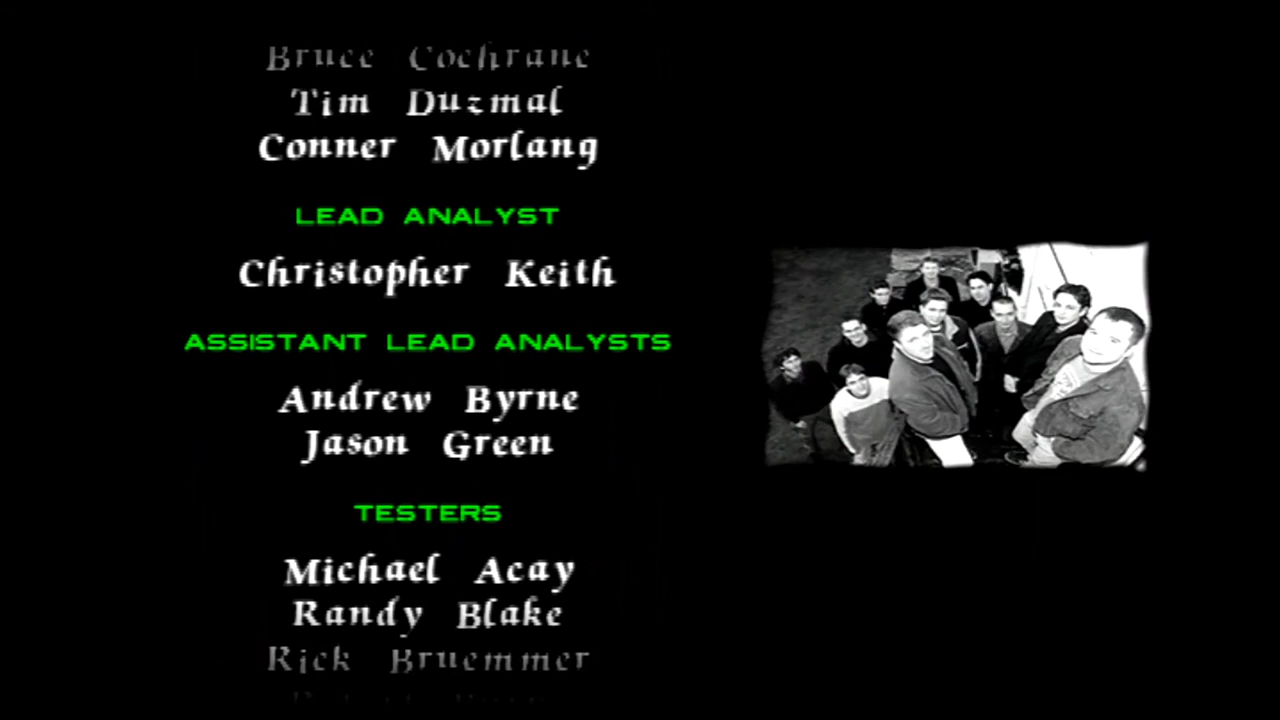 Bruce Cochrane
Tim Duzmal
Conner Morlang
LEAD ANALYST
Christopher Keith
ASSISTANT LEAD ANALYSTS
Andrew Byrne
Jason Green
TESTERS
Michael Acay
Randy Blake
Rick Bruemmer